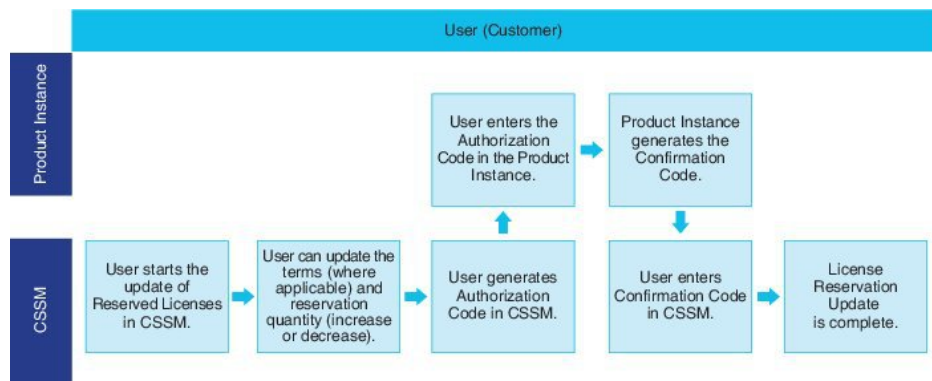 User (Customer)
Product Instance
User enters the
Authorization
Code in the Product
Instance.
Product Instance
generates the
Confirmation
Code.
CSSM
User starts the
update of
Reserved Licenses
in CSSM.
User can update the
terms (where
applicable) and
reservation
quantity (increase
or decrease).
User generates
Authorization
Code in CSSM.
User enters
Confirmation Code
in CSSM.
License
Reservation
Update
is complete.